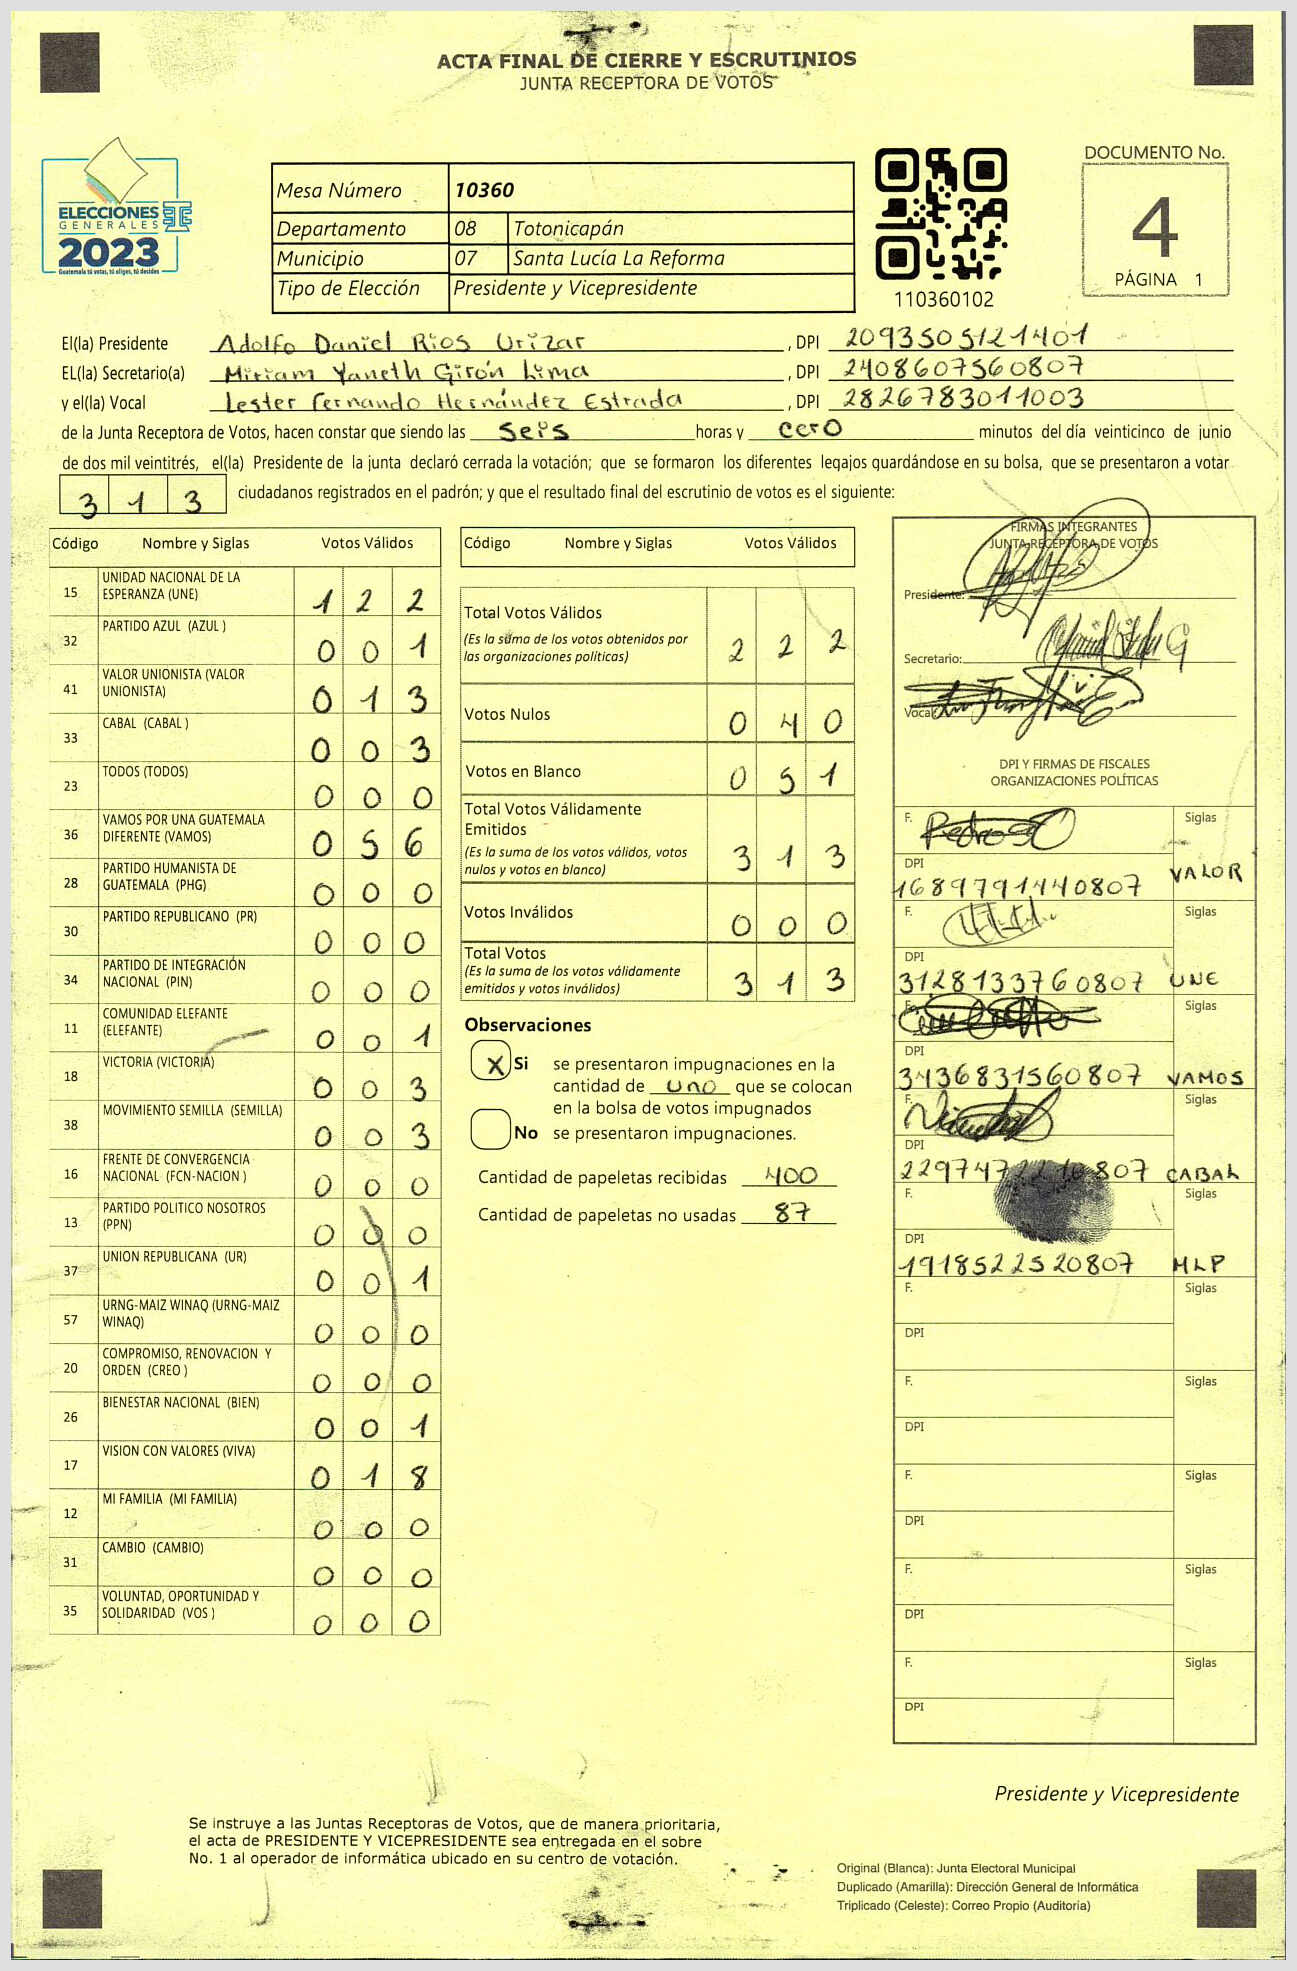 ACTA FINAL DE CIERRE Y ESCRUTINIOS
JUNTA RECEPTORA DE VOTOS
ELECCIONES
GENERALES
2023
Guatemala tú votas, tú eliges, tú decides
Mesa Número 10360
Departamento 08 Totonicapán
Municipio 07 Santa Lucía La Reforma
Tipo de Elección Presidente y Vicepresidente
110360102
DOCUMENTO No.
4
PÁGINA 1
El(la) Presidente Adolfo Daniel Rios Urizar , DPI 2093505121401
EL(la) Secretario(a) Miriam Yaneth Girón Lima , DPI 2408607560807
y el(la) Vocal Lester Fernando Hernández Estrada , DPI 2826783011003
de la Junta Receptora de Votos, hacen constar que siendo las seis horas y cero minutos del día veinticinco de junio
de dos mil veintitrés, el(la) Presidente de la junta declaró cerrada la votación; que se formaron los diferentes legajos guardándose en su bolsa, que se presentaron a votar
3 1 3 ciudadanos registrados en el padrón; y que el resultado final del escrutinio de votos es el siguiente:
Código Nombre y Siglas Votos Válidos
15 UNIDAD NACIONAL DE LA
ESPERANZA (UNE) 1 2 2
32 PARTIDO AZUL (AZUL ) 0 0 1
41 VALOR UNIONISTA (VALOR
UNIONISTA) 0 1 3
33 CABAL (CABAL ) 0 0 3
23 TODOS (TODOS) 0 0 0
36 VAMOS POR UNA GUATEMALA
DIFERENTE (VAMOS) 0 5 6
28 PARTIDO HUMANISTA DE
GUATEMALA (PHG) 0 0 0
30 PARTIDO REPUBLICANO (PR) 0 0 0
34 PARTIDO DE INTEGRACIÓN
NACIONAL (PIN) 0 0 0
11 COMUNIDAD ELEFANTE
(ELEFANTE) 0 0 1
18 VICTORIA (VICTORIA) 0 0 3
38 MOVIMIENTO SEMILLA (SEMILLA) 0 0 3
16 FRENTE DE CONVERGENCIA
NACIONAL (FCN-NACION ) 0 0 0
13 PARTIDO POLITICO NOSOTROS
(PPN) 0 0 0
37 UNION REPUBLICANA (UR) 0 0 1
57 URNG-MAIZ WINAQ (URNG-MAIZ
WINAQ) 0 0 0
20 COMPROMISO, RENOVACION Y
ORDEN (CREO ) 0 0 0
26 BIENESTAR NACIONAL (BIEN) 0 0 1
17 VISION CON VALORES (VIVA) 0 1 8
12 MI FAMILIA (MI FAMILIA) 0 0 0
31 CAMBIO (CAMBIO) 0 0 0
35 VOLUNTAD, OPORTUNIDAD Y
SOLIDARIDAD (VOS ) 0 0 0
Código Nombre y Siglas Votos Válidos
Total Votos Válidos
(Es la suma de los votos obtenidos por
las organizaciones políticas) 2 2 2
Votos Nulos 0 4 0
Votos en Blanco 0 5 1
Total Votos Válidamente
Emitidos
(Es la suma de los votos válidos, votos
nulos y votos en blanco) 3 1 3
Votos Inválidos 0 0 0
Total Votos
(Es la suma de los votos válidamente
emitidos y votos inválidos) 3 1 3
Observaciones
X Si se presentaron impugnaciones en la
cantidad de uno que se colocan
en la bolsa de votos impugnados
No se presentaron impugnaciones.
Cantidad de papeletas recibidas 400
Cantidad de papeletas no usadas 87
FIRMAS INTEGRANTES
JUNTA RECEPTORA DE VOTOS
Presidente:
Secretario:
Vocal:
DPI Y FIRMAS DE FISCALES
ORGANIZACIONES POLÍTICAS
F. Siglas
DPI
1689791440807 VALOR
F. Siglas
DPI
3128133760807 UNE
F. Siglas
DPI
3436831560807 VAMOS
F. Siglas
DPI
807 CABAL
F. Siglas
DPI
1918522520807 MLP
F. Siglas
DPI
F. Siglas
DPI
F. Siglas
DPI
F. Siglas
DPI
F. Siglas
DPI
Presidente y Vicepresidente
Se instruye a las Juntas Receptoras de Votos, que de manera prioritaria,
el acta de PRESIDENTE Y VICEPRESIDENTE sea entregada en el sobre
No. 1 al operador de informática ubicado en su centro de votación.
Original (Blanca): Junta Electoral Municipal
Duplicado (Amarilla): Dirección General de Informática
Triplicado (Celeste): Correo Propio (Auditoria)